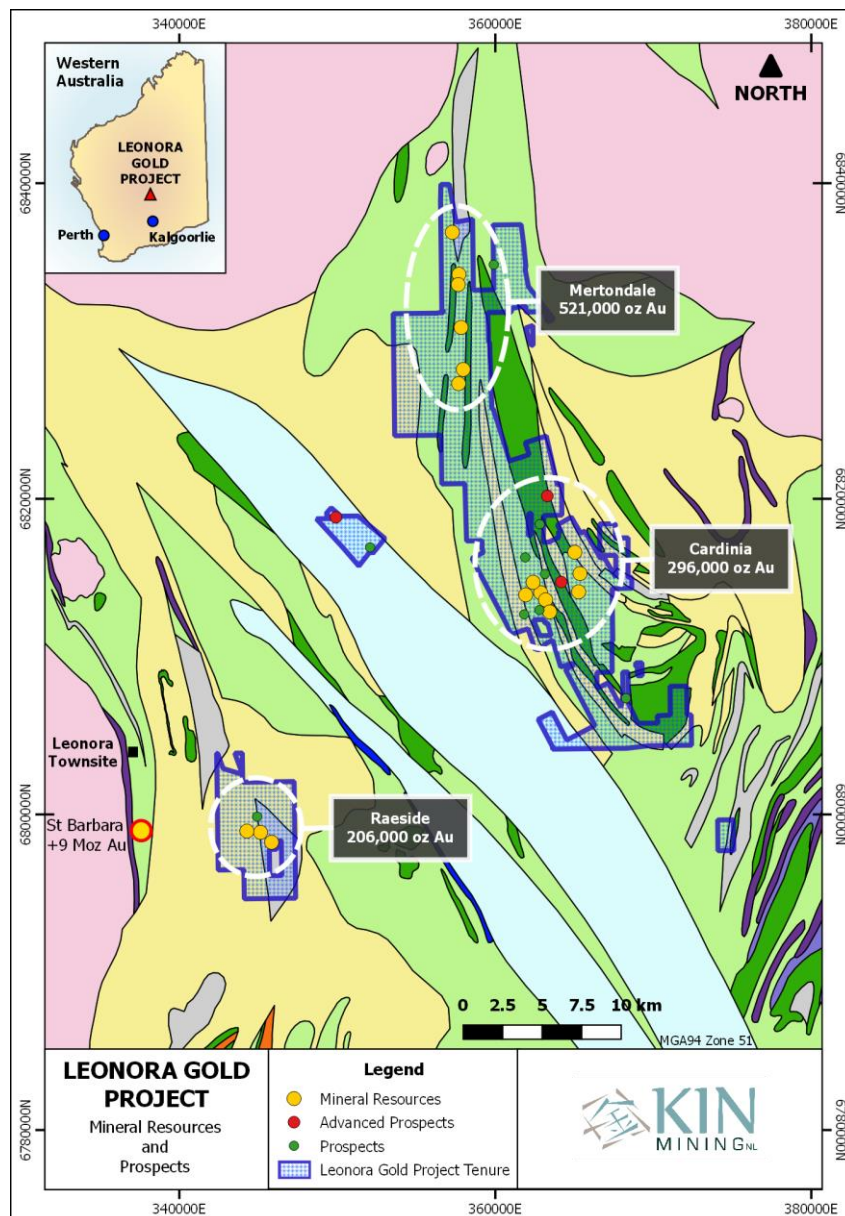 340000E
360000E
380000E
Western
Australia
LEONORA
GOLD
PROJECT
Perth
Kalgoorlie
NORTH
6840000N
6840000N
Mertondale
521,000 oz Au
6820000N
6820000N
Cardinia
296,000 oz Au
Leonora
Townsite
St Barbara
+9 Moz Au
Raeside
206,000 oz Au
6800000N
6800000N
0 2.5 5 7.5 10 km
MGA94 Zone 51
LEONORA GOLD
PROJECT
Mineral Resources
and
Prospects
Legend
Mineral Resources
Advanced Prospects
Prospects
Leonora Gold Project Tenure
KIN
MINING NL
6780000N
6780000N
340000E
360000E
380000E